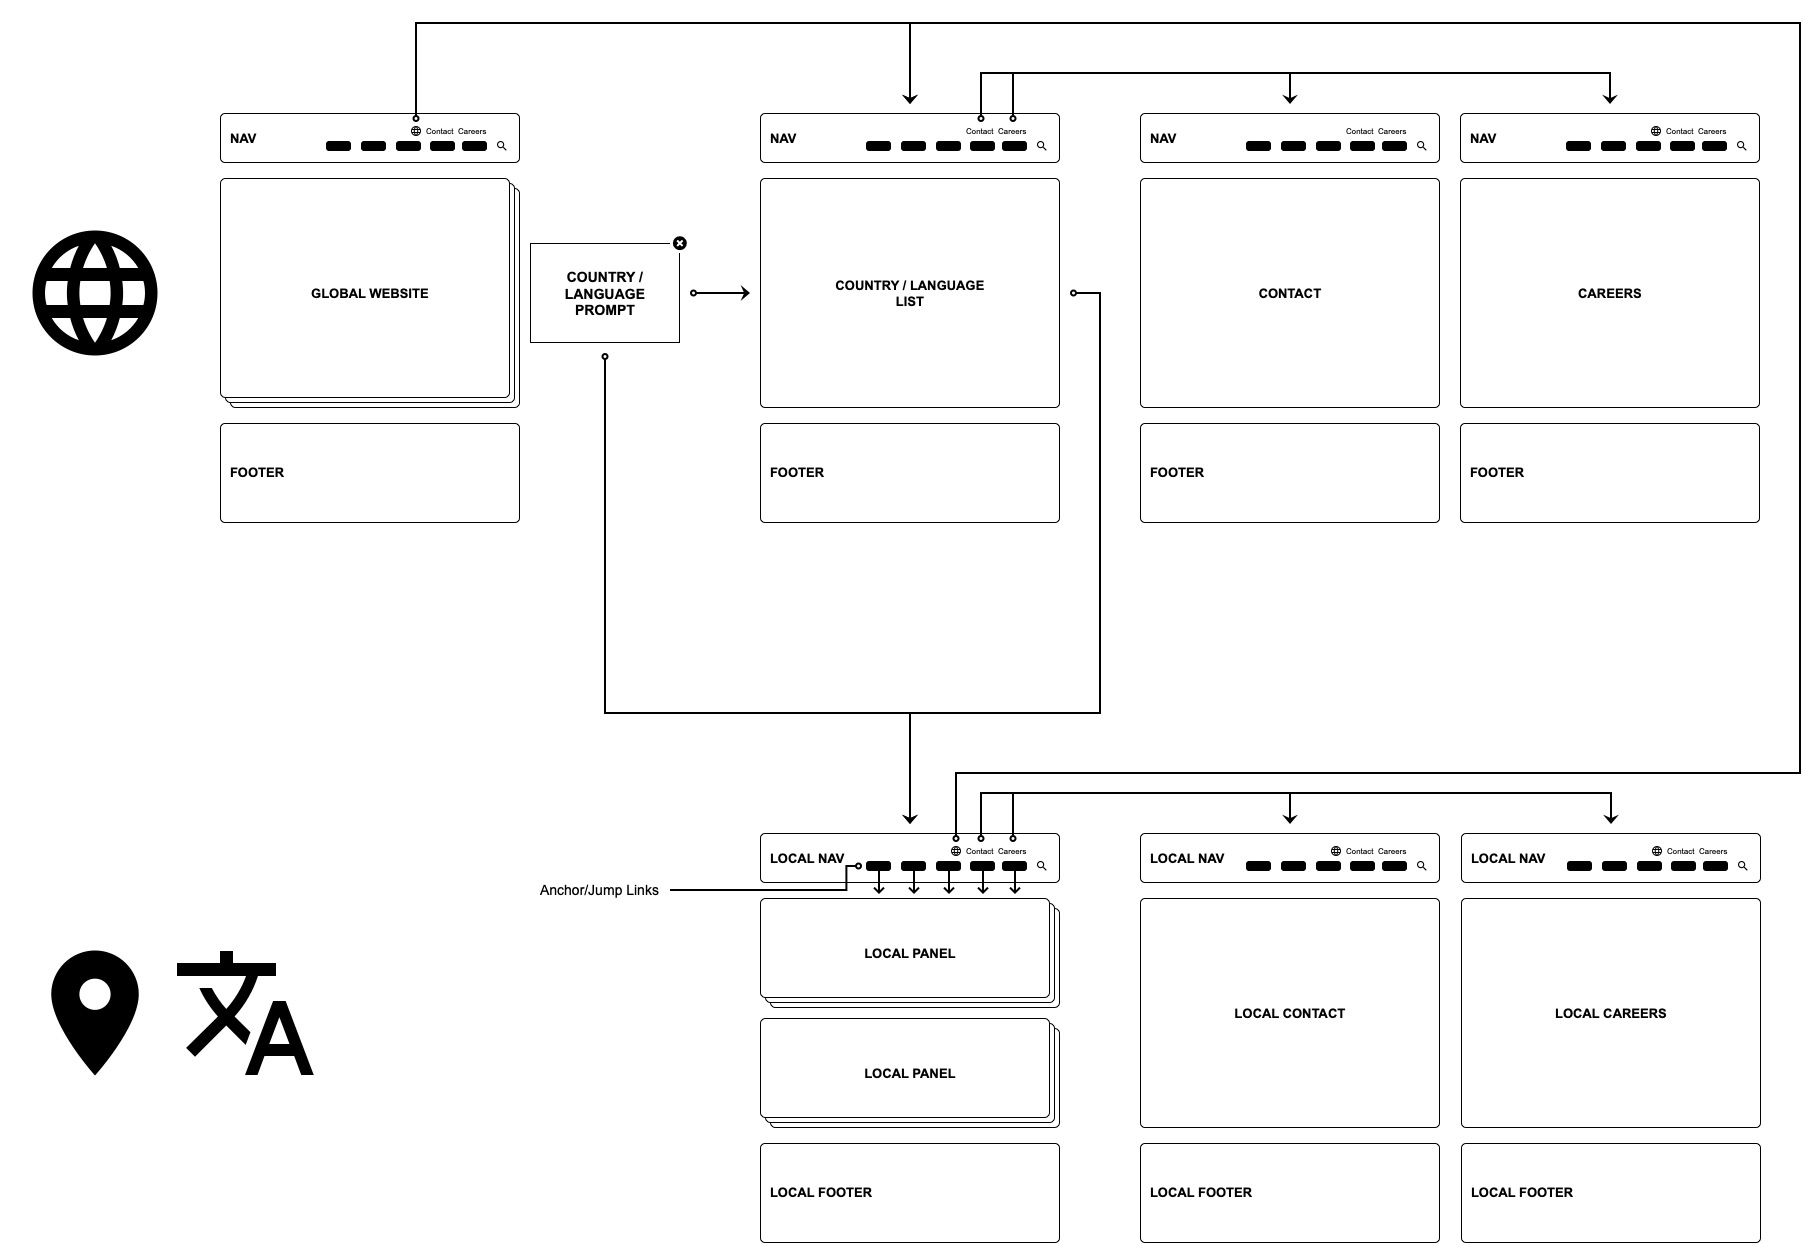 NAV
Contact Careers
NAV
Contact Careers
NAV
Contact Careers
NAV
Contact Careers
GLOBAL WEBSITE
COUNTRY /
LANGUAGE
PROMPT
COUNTRY / LANGUAGE
LIST
CONTACT
CAREERS
FOOTER
FOOTER
FOOTER
FOOTER
LOCAL NAV
Contact Careers
LOCAL NAV
Contact Careers
LOCAL NAV
Contact Careers
Anchor/Jump Links
LOCAL PANEL
LOCAL PANEL
LOCAL CONTACT
LOCAL CAREERS
LOCAL FOOTER
LOCAL FOOTER
LOCAL FOOTER
文A